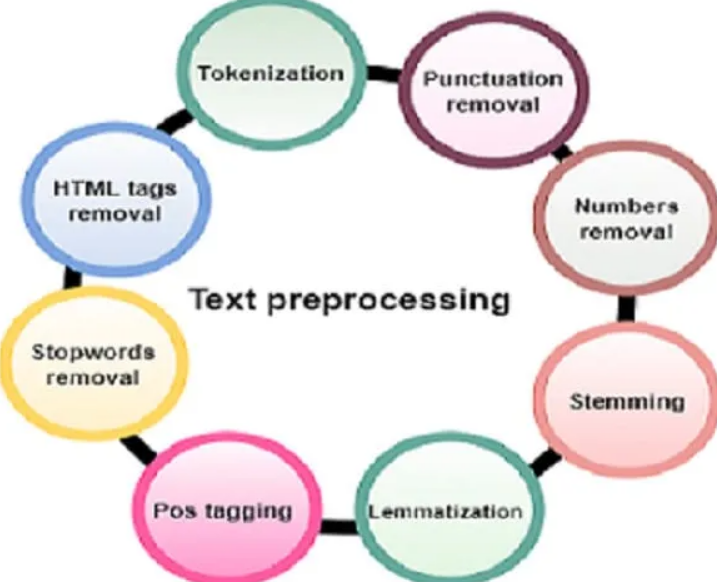 Tokenization
Punctuation
removal
Numbers
removal
Stemming
Lemmatization
Pos tagging
Stopwords
removal
HTML tags
removal
Text preprocessing